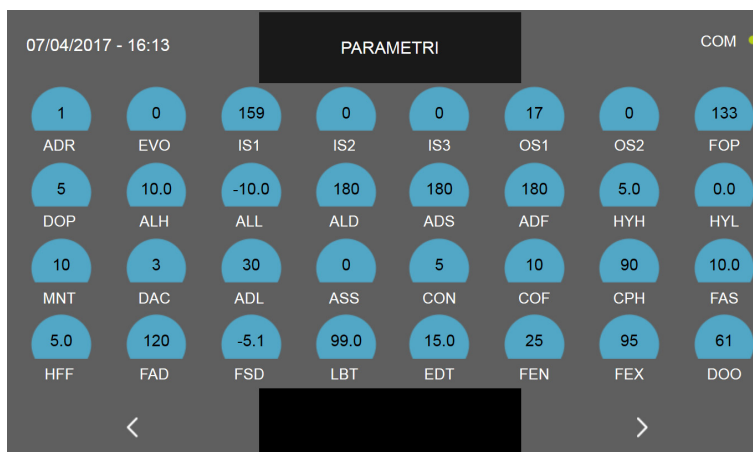 07/04/2017 - 16:13 PARAMETRI COM
1 0 159 0 0 17 0 133
ADR EVO IS1 IS2 IS3 OS1 OS2 FOP
5 10.0 -10.0 180 180 180 5.0 0.0
DOP ALH ALL ALD ADS ADF HYH HYL
10 3 30 0 5 10 90 10.0
MNT DAC ADL ASS CON COF CPH FAS
5.0 120 -5.1 99.0 15.0 25 95 61
HFF FAD FSD LBT EDT FEN FEX DOO